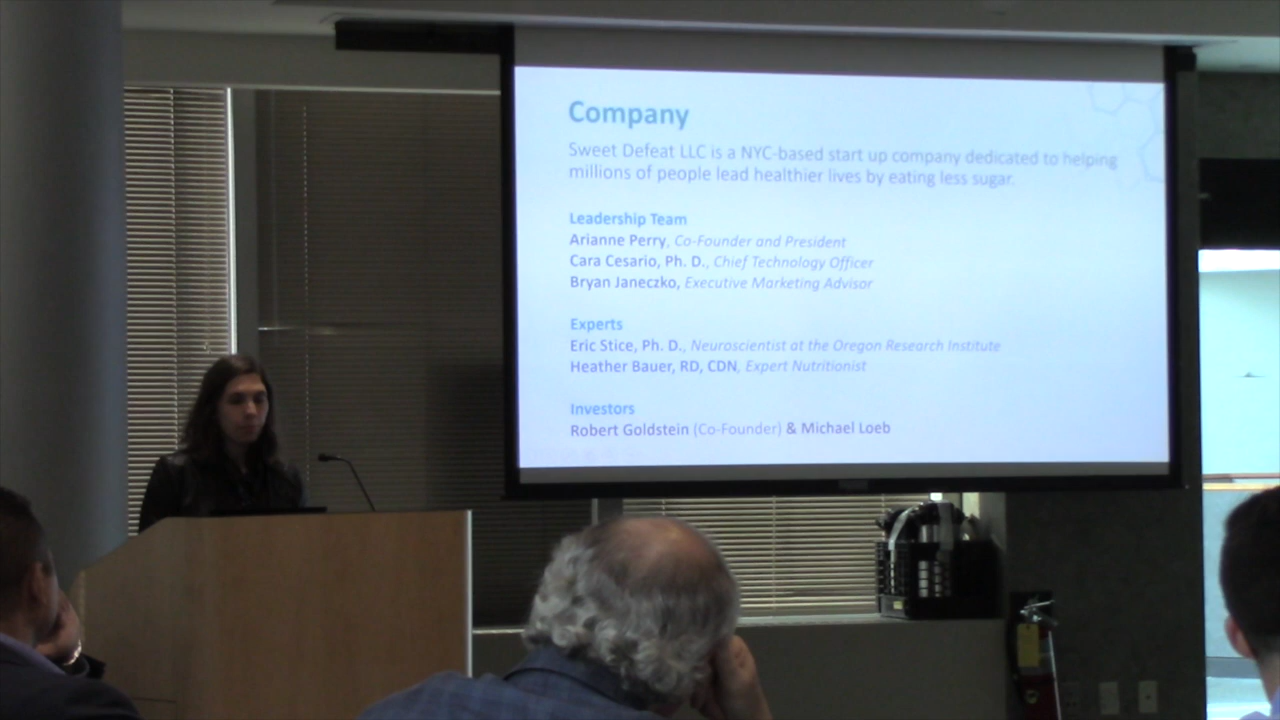 Company
Sweet Defeat LLC is a NYC-based start up company dedicated to helping
millions of people lead healthier lives by eating less sugar.
Leadership Team
Arianne Perry, Co-Founder and President
Cara Cesario, Ph. D., Chief Technology Officer
Bryan Janeczko, Executive Marketing Advisor
Experts
Eric Stice, Ph. D., Neuroscientist at the Oregon Research Institute
Heather Bauer, RD, CDN, Expert Nutritionist
Investors
Robert Goldstein (Co-Founder) & Michael Loeb